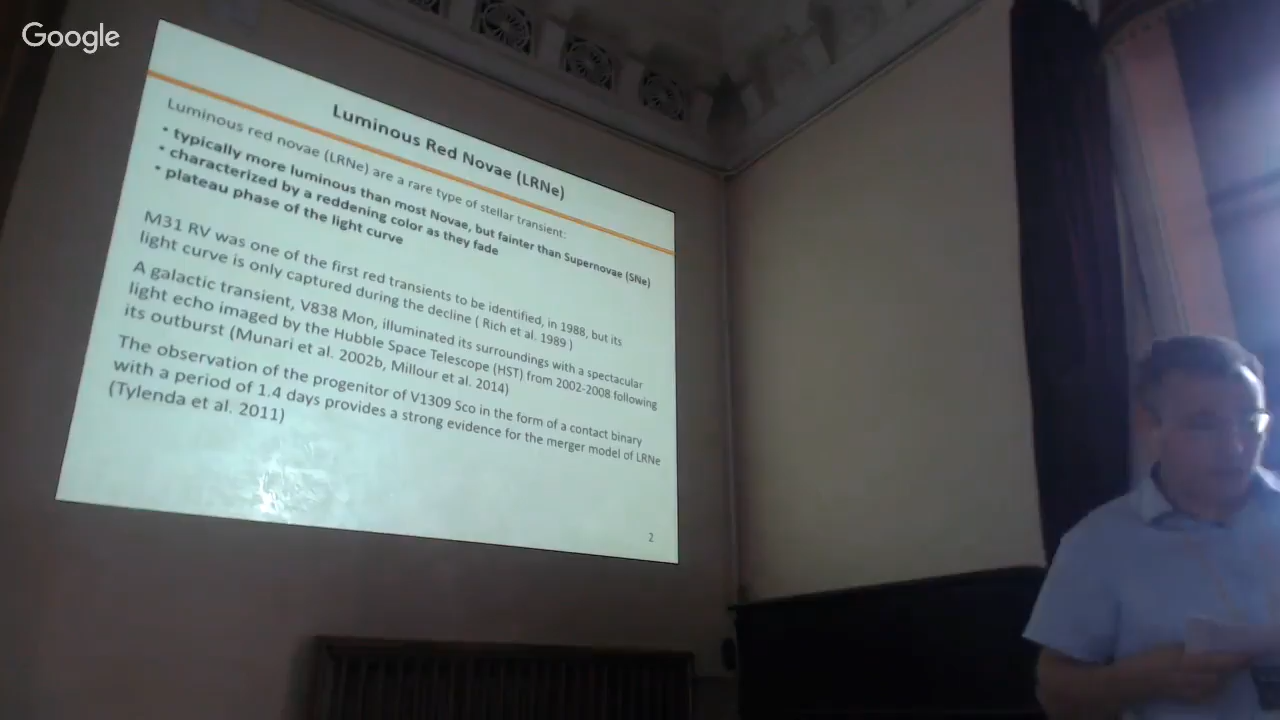 Google
Luminous Red Novae (LRNe)
Luminous red novae (LRNe) are a rare type of stellar transient:
• typically more luminous than most Novae, but fainter than Supernovae (SNe)
• characterized by a reddening color as they fade
• plateau phase of the light curve
M31 RV was one of the first red transients to be identified, in 1988, but its
light curve is only captured during the decline ( Rich et al. 1989 )
A galactic transient, V838 Mon, illuminated its surroundings with a spectacular
light echo imaged by the Hubble Space Telescope (HST) from 2002-2008 following
its outburst (Munari et al. 2002b, Millour et al. 2014)
The observation of the progenitor of V1309 Sco in the form of a contact binary
with a period of 1.4 days provides a strong evidence for the merger model of LRNe
(Tylenda et al. 2011)
2